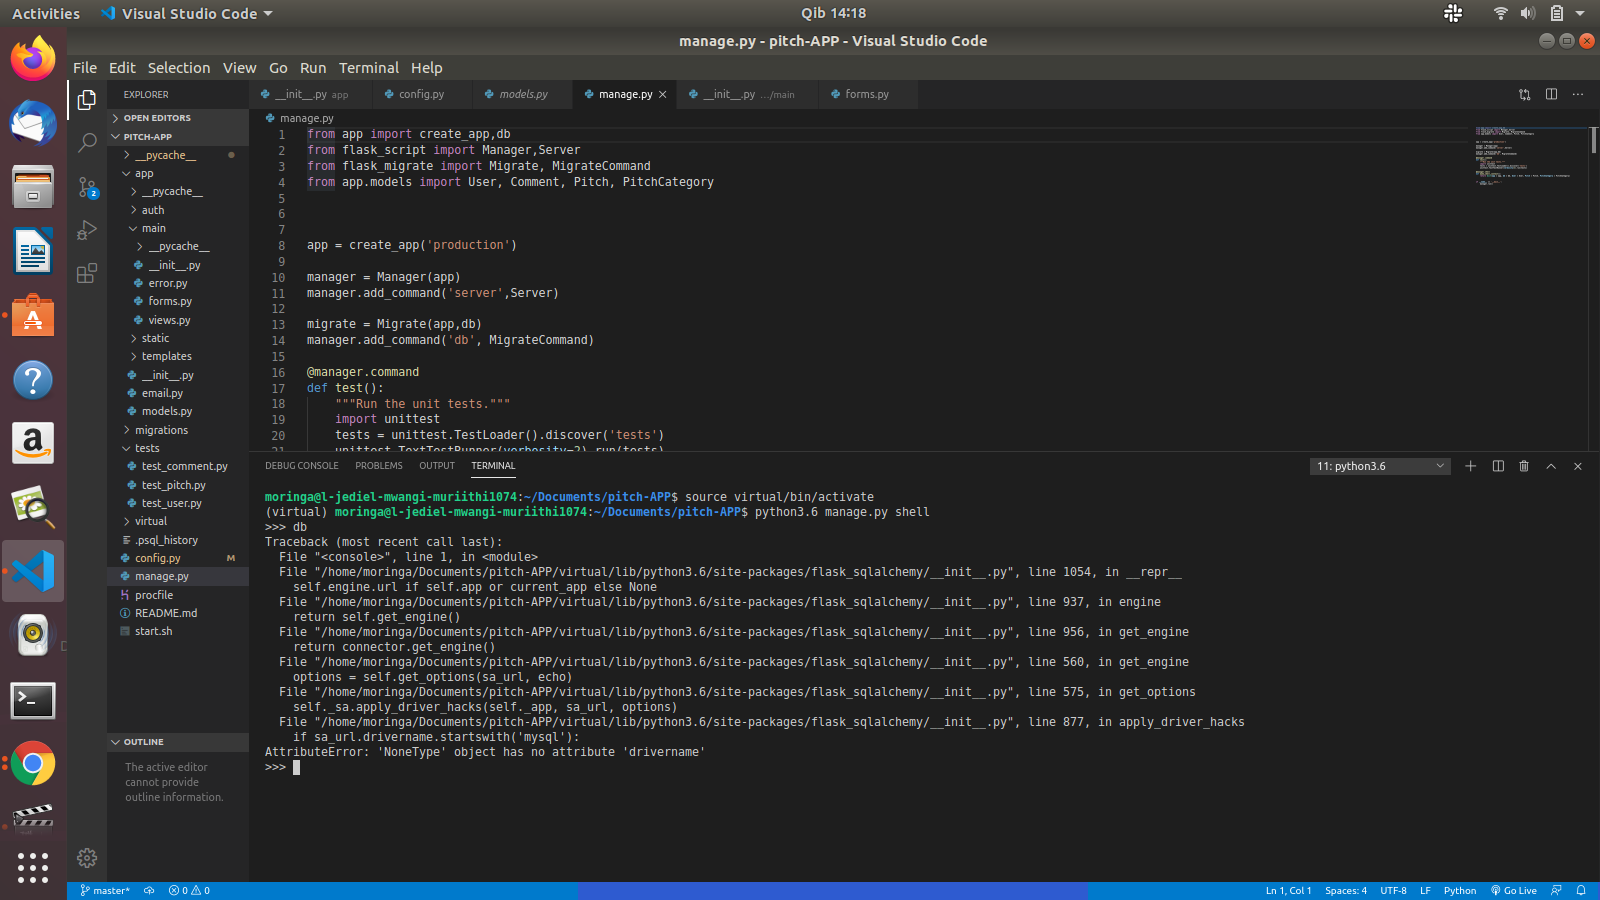 Activities
Visual Studio Code
Qib 14:18
manage.py - pitch-APP - Visual Studio Code
File Edit Selection View Go Run Terminal Help
EXPLORER
OPEN EDITORS
PITCH-APP
__pycache__
app
__pycache__
auth
main
__pycache__
__init__.py
error.py
forms.py
views.py
static
templates
__init__.py
email.py
models.py
migrations
tests
test_comment.py
test_pitch.py
test_user.py
virtual
.psql_history
config.py M
manage.py
procfile
README.md
start.sh
OUTLINE
The active editor
cannot provide
outline information.
2
__init__.py app
config.py
models.py
manage.py
__init__.py .../main
forms.py
manage.py
1 from app import create_app,db
2 from flask_script import Manager,Server
3 from flask_migrate import Migrate, MigrateCommand
4 from app.models import User, Comment, Pitch, PitchCategory
5
6
7
8 app = create_app('production')
9
10 manager = Manager(app)
11 manager.add_command('server',Server)
12
13 migrate = Migrate(app,db)
14 manager.add_command('db', MigrateCommand)
15
16 @manager.command
17 def test():
18 """Run the unit tests."""
19 import unittest
20 tests = unittest.TestLoader().discover('tests')
21 unittest.TextTestRunner(verbosity=2).run(tests)
DEBUG CONSOLE PROBLEMS OUTPUT TERMINAL
11: python3.6
moringa@l-jediel-mwangi-muriithi1074:~/Documents/pitch-APP$ source virtual/bin/activate
(virtual) moringa@l-jediel-mwangi-muriithi1074:~/Documents/pitch-APP$ python3.6 manage.py shell
>>> db
Traceback (most recent call last):
File "<console>", line 1, in <module>
File "/home/moringa/Documents/pitch-APP/virtual/lib/python3.6/site-packages/flask_sqlalchemy/__init__.py", line 1054, in __repr__
self.engine.url if self.app or current_app else None
File "/home/moringa/Documents/pitch-APP/virtual/lib/python3.6/site-packages/flask_sqlalchemy/__init__.py", line 937, in engine
return self.get_engine()
File "/home/moringa/Documents/pitch-APP/virtual/lib/python3.6/site-packages/flask_sqlalchemy/__init__.py", line 956, in get_engine
return connector.get_engine()
File "/home/moringa/Documents/pitch-APP/virtual/lib/python3.6/site-packages/flask_sqlalchemy/__init__.py", line 560, in get_engine
options = self.get_options(sa_url, echo)
File "/home/moringa/Documents/pitch-APP/virtual/lib/python3.6/site-packages/flask_sqlalchemy/__init__.py", line 575, in get_options
self._sa.apply_driver_hacks(self._app, sa_url, options)
File "/home/moringa/Documents/pitch-APP/virtual/lib/python3.6/site-packages/flask_sqlalchemy/__init__.py", line 877, in apply_driver_hacks
if sa_url.drivername.startswith('mysql'):
AttributeError: 'NoneType' object has no attribute 'drivername'
>>>
master* 0 0
Ln 1, Col 1 Spaces: 4 UTF-8 LF Python Go Live